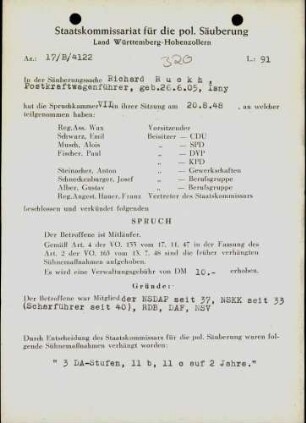 Staatskommissariat für die pol. Säuberung
Land Württemberg-Hohenzollern
Az.: 17/B/4122 320 L: 91
In der Säuberungssache Richard Ruckh,
Postkraftwagenführer, geb.26.6.05, Isny
hat die Spruchkammer VII in ihrer Sitzung am 20.8.48 , an welcher
teilgenommen haben:
Reg.Ass. Wax Vorsitzender
Schwarz, Emil Beisitzer — CDU
Munch, Alois — SPD
Fischer, Paul — DVP
— KPD
Steinacher, Anton — Gewerkschaften
Schneckenburger, Josef — Berufsgruppe
Alber, Gustav — Berufsgruppe
Reg.Angest. Hauer, Franz Vertreter des Staatskommissars
beschlossen und verkündet folgenden
SPRUCH
Der Betroffene ist Mitläufer.
Gemäß Art. 4 der VO. 133 vom 17. 11. 47 in der Fassung des
Art. 2 der VO. 165 vom 13. 7. 48 sind die früher verhängten
Sühnemaßnahmen aufgehoben.
Es wird eine Verwaltungsgebühr von DM 10.- erhoben.
Gründe:
Der Betroffene war Mitglied der NSDAP seit 37, NSKK seit 33
(Scharführer seit 40), RDB, DAF, NSV
Durch Entscheidung des Staatskommissars für die pol. Säuberung waren fol-
gende Sühnemaßnahmen verhängt worden:
" 3 DA-Stufen, 11 b, 11 c auf 2 Jahre."